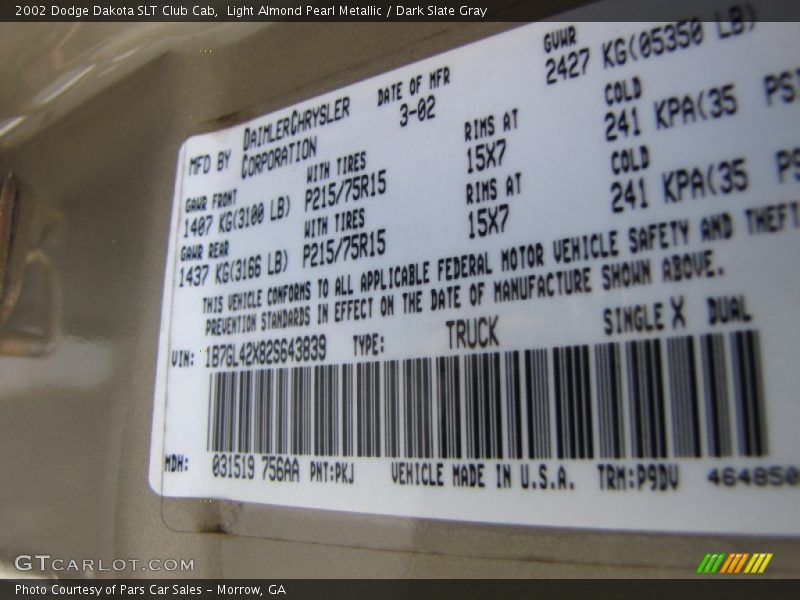 2002 Dodge Dakota SLT Club Cab,  Light Almond Pearl Metallic / Dark Slate Gray
MFD BY DAIMLERCHRYSLER CORPORATION DATE OF MFR 3-02 GVWR 2427 KG(05350 LB)
GAWR FRONT WITH TIRES RIMS AT COLD
1407 KG(3100 LB) P215/75R15 15X7 241 KPA(35 PSI
GAWR REAR WITH TIRES RIMS AT COLD
1437 KG(3166 LB) P215/75R15 15X7 241 KPA(35 PS
THIS VEHICLE CONFORMS TO ALL APPLICABLE FEDERAL MOTOR VEHICLE SAFETY AND THEFT
PREVENTION STANDARDS IN EFFECT ON THE DATE OF MANUFACTURE SHOWN ABOVE.
VIN: 1B7GL42X82S643839 TYPE: TRUCK SINGLE X DUAL
MDH: 031519 756AA PNT:PKJ VEHICLE MADE IN U.S.A. TRM:P9DV 464850
GTCARLOT.COM
Photo Courtesy of Pars Car Sales - Morrow, GA